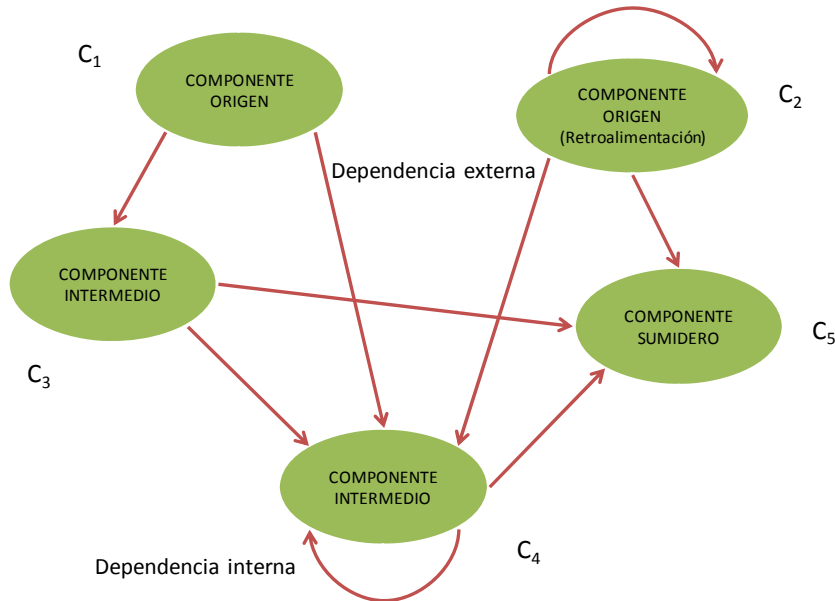 C1
COMPONENTE
ORIGEN
COMPONENTE
ORIGEN
(Retroalimentación)
C2
Dependencia externa
COMPONENTE
INTERMEDIO
C3
COMPONENTE
SUMIDERO
C5
COMPONENTE
INTERMEDIO
C4
Dependencia interna